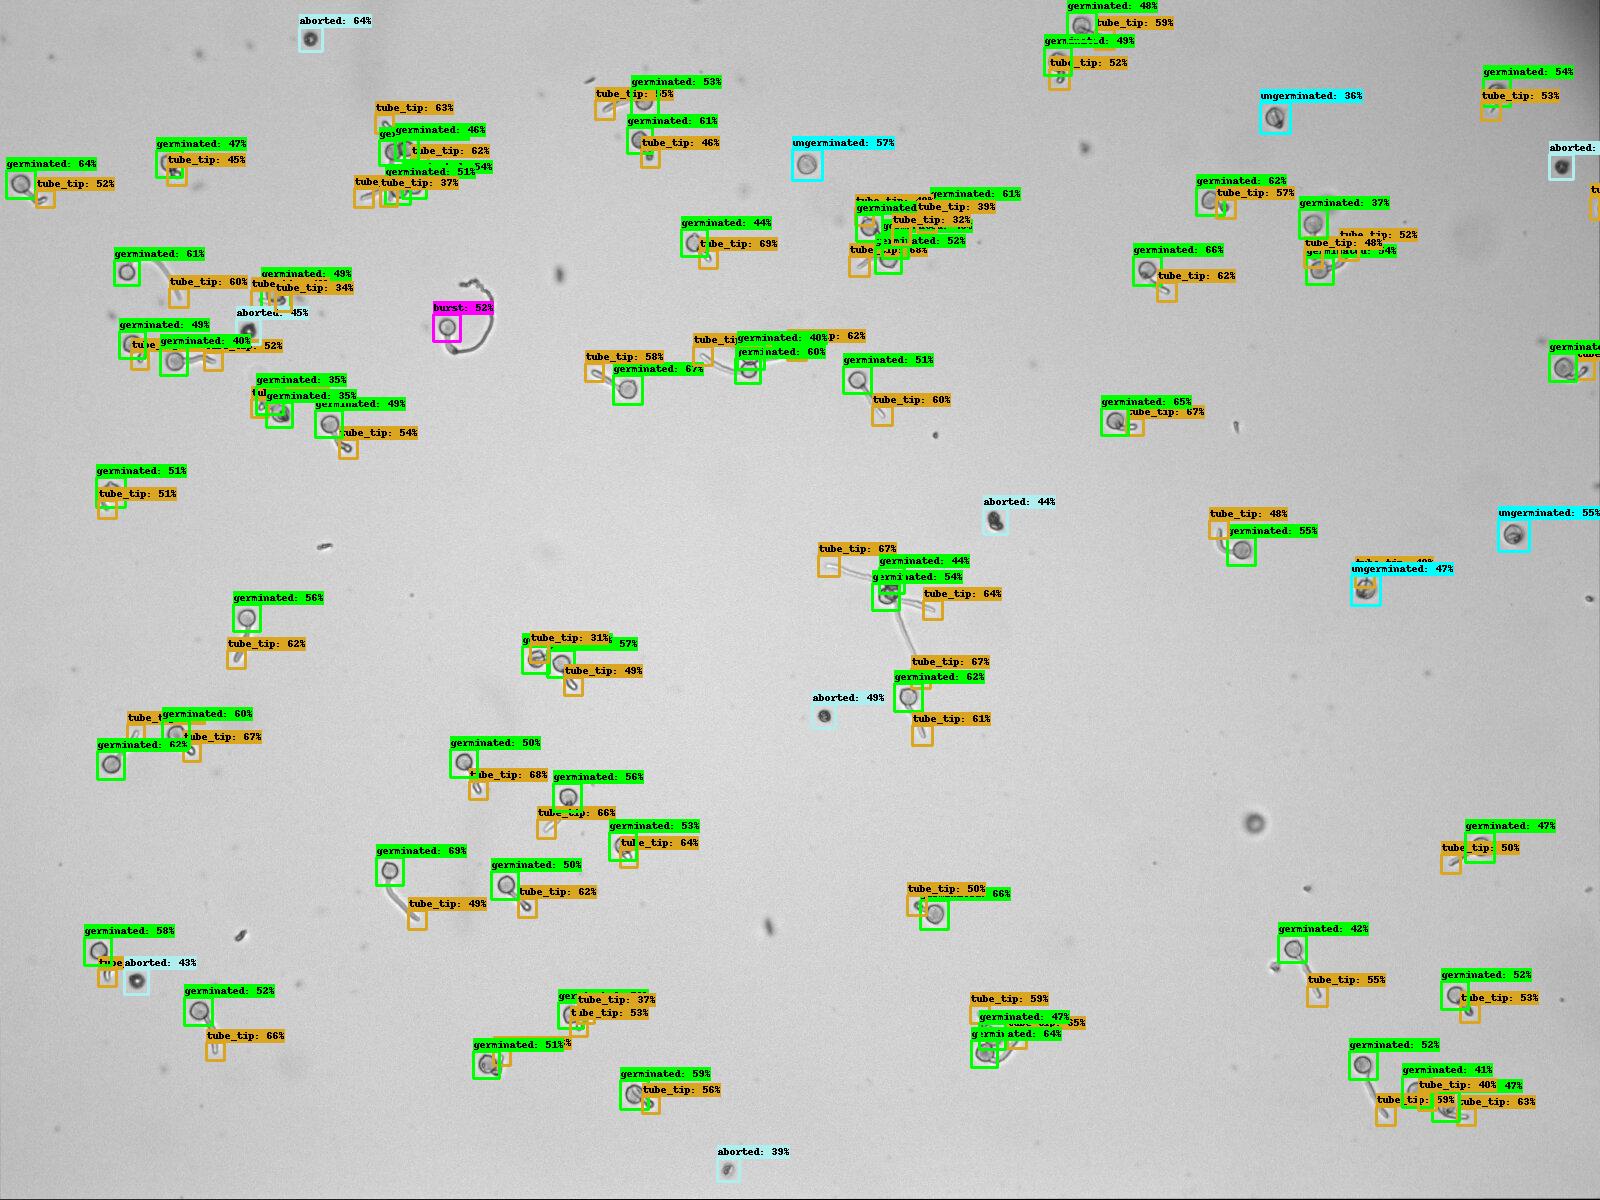 germinated: 48%
tube_tip: 59%
aborted: 64%
germinated: 49%
tube_tip: 52%
germinated: 54%
germinated: 53%
tube_tip: 53%
ungerminated: 36%
tube_tip: 63%
germinated: 61%
germinated: 46%
tube_tip: 46%
ungerminated: 57%
germinated: 47%
aborted:
tube_tip: 45%
tube_tip: 62%
germinated: 64%
germinated: 51%
tube_tip: 52%
tube_tip: 37%
germinated: 62%
tube_tip: 57%
germinated: 61%
tube_tip: 39%
germinated: 37%
germinated: 44%
tube_tip: 32%
tube_tip: 52%
germinated: 52%
tube_tip: 69%
tube_tip: 48%
germinated: 66%
germinated: 61%
germinated: 49%
tube_tip: 62%
tube_tip: 60%
tube_tip: 34%
burst: 52%
aborted: 45%
germinated: 49%
germinated: 40%
germinated: 40%
germinated: 60%
tube_tip: 58%
germinated: 51%
germinated: 67%
germinated: 35%
germinated: 35%
germinated: 49%
tube_tip: 60%
germinated: 65%
tube_tip: 67%
tube_tip: 54%
germinated: 51%
tube_tip: 51%
aborted: 44%
tube_tip: 48%
ungerminated: 55%
germinated: 55%
tube_tip: 67%
germinated: 44%
ungerminated: 47%
germinated: 54%
tube_tip: 64%
germinated: 56%
tube_tip: 62%
tube_tip: 31%
57%
tube_tip: 49%
tube_tip: 67%
germinated: 62%
aborted: 49%
tube_tip: 61%
germinated: 60%
tube_tip: 67%
germinated: 62%
germinated: 50%
tube_tip: 68%
germinated: 56%
tube_tip: 66%
germinated: 53%
tube_tip: 64%
germinated: 47%
tube_tip: 50%
germinated: 69%
germinated: 50%
tube_tip: 62%
tube_tip: 49%
tube_tip: 50%
66%
germinated: 58%
germinated: 42%
aborted: 43%
tube_tip: 55%
germinated: 52%
tube_tip: 53%
germinated: 52%
tube_tip: 66%
tube_tip: 37%
tube_tip: 53%
tube_tip: 59%
germinated: 47%
germinated: 64%
germinated: 51%
germinated: 52%
germinated: 59%
tube_tip: 56%
germinated: 41%
tube_tip: 40%
47%
tube_tip: 59%
tube_tip: 63%
aborted: 39%